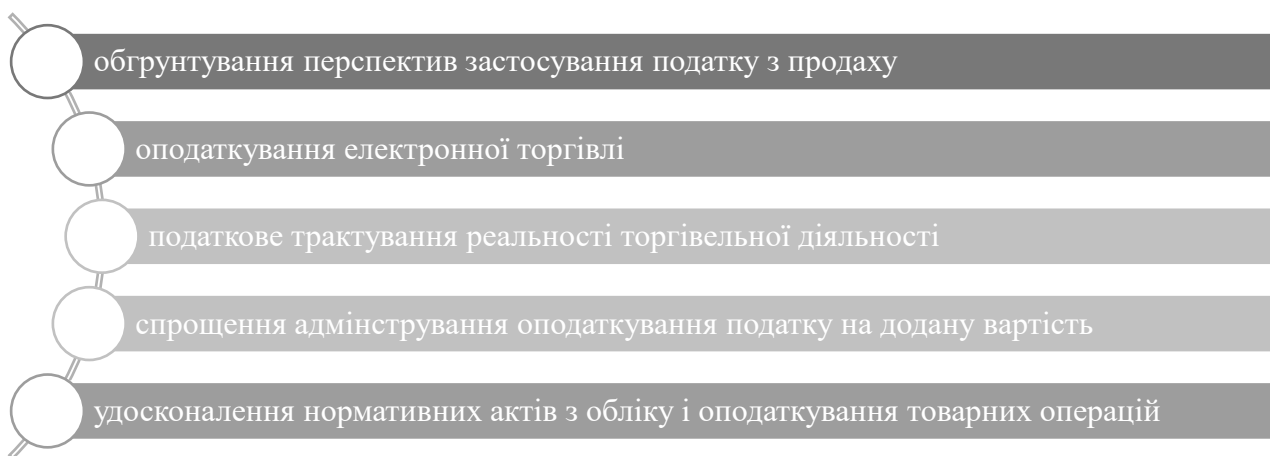 обгрунтування перспектив застосування податку з продаху
оподаткування електронної торгівлі
податкове трактування реальності торгівельної діяльності
спрощення адмінстрування оподаткування податку на додану вартість
удосконалення нормативних актів з обліку і оподаткування товарних операцій